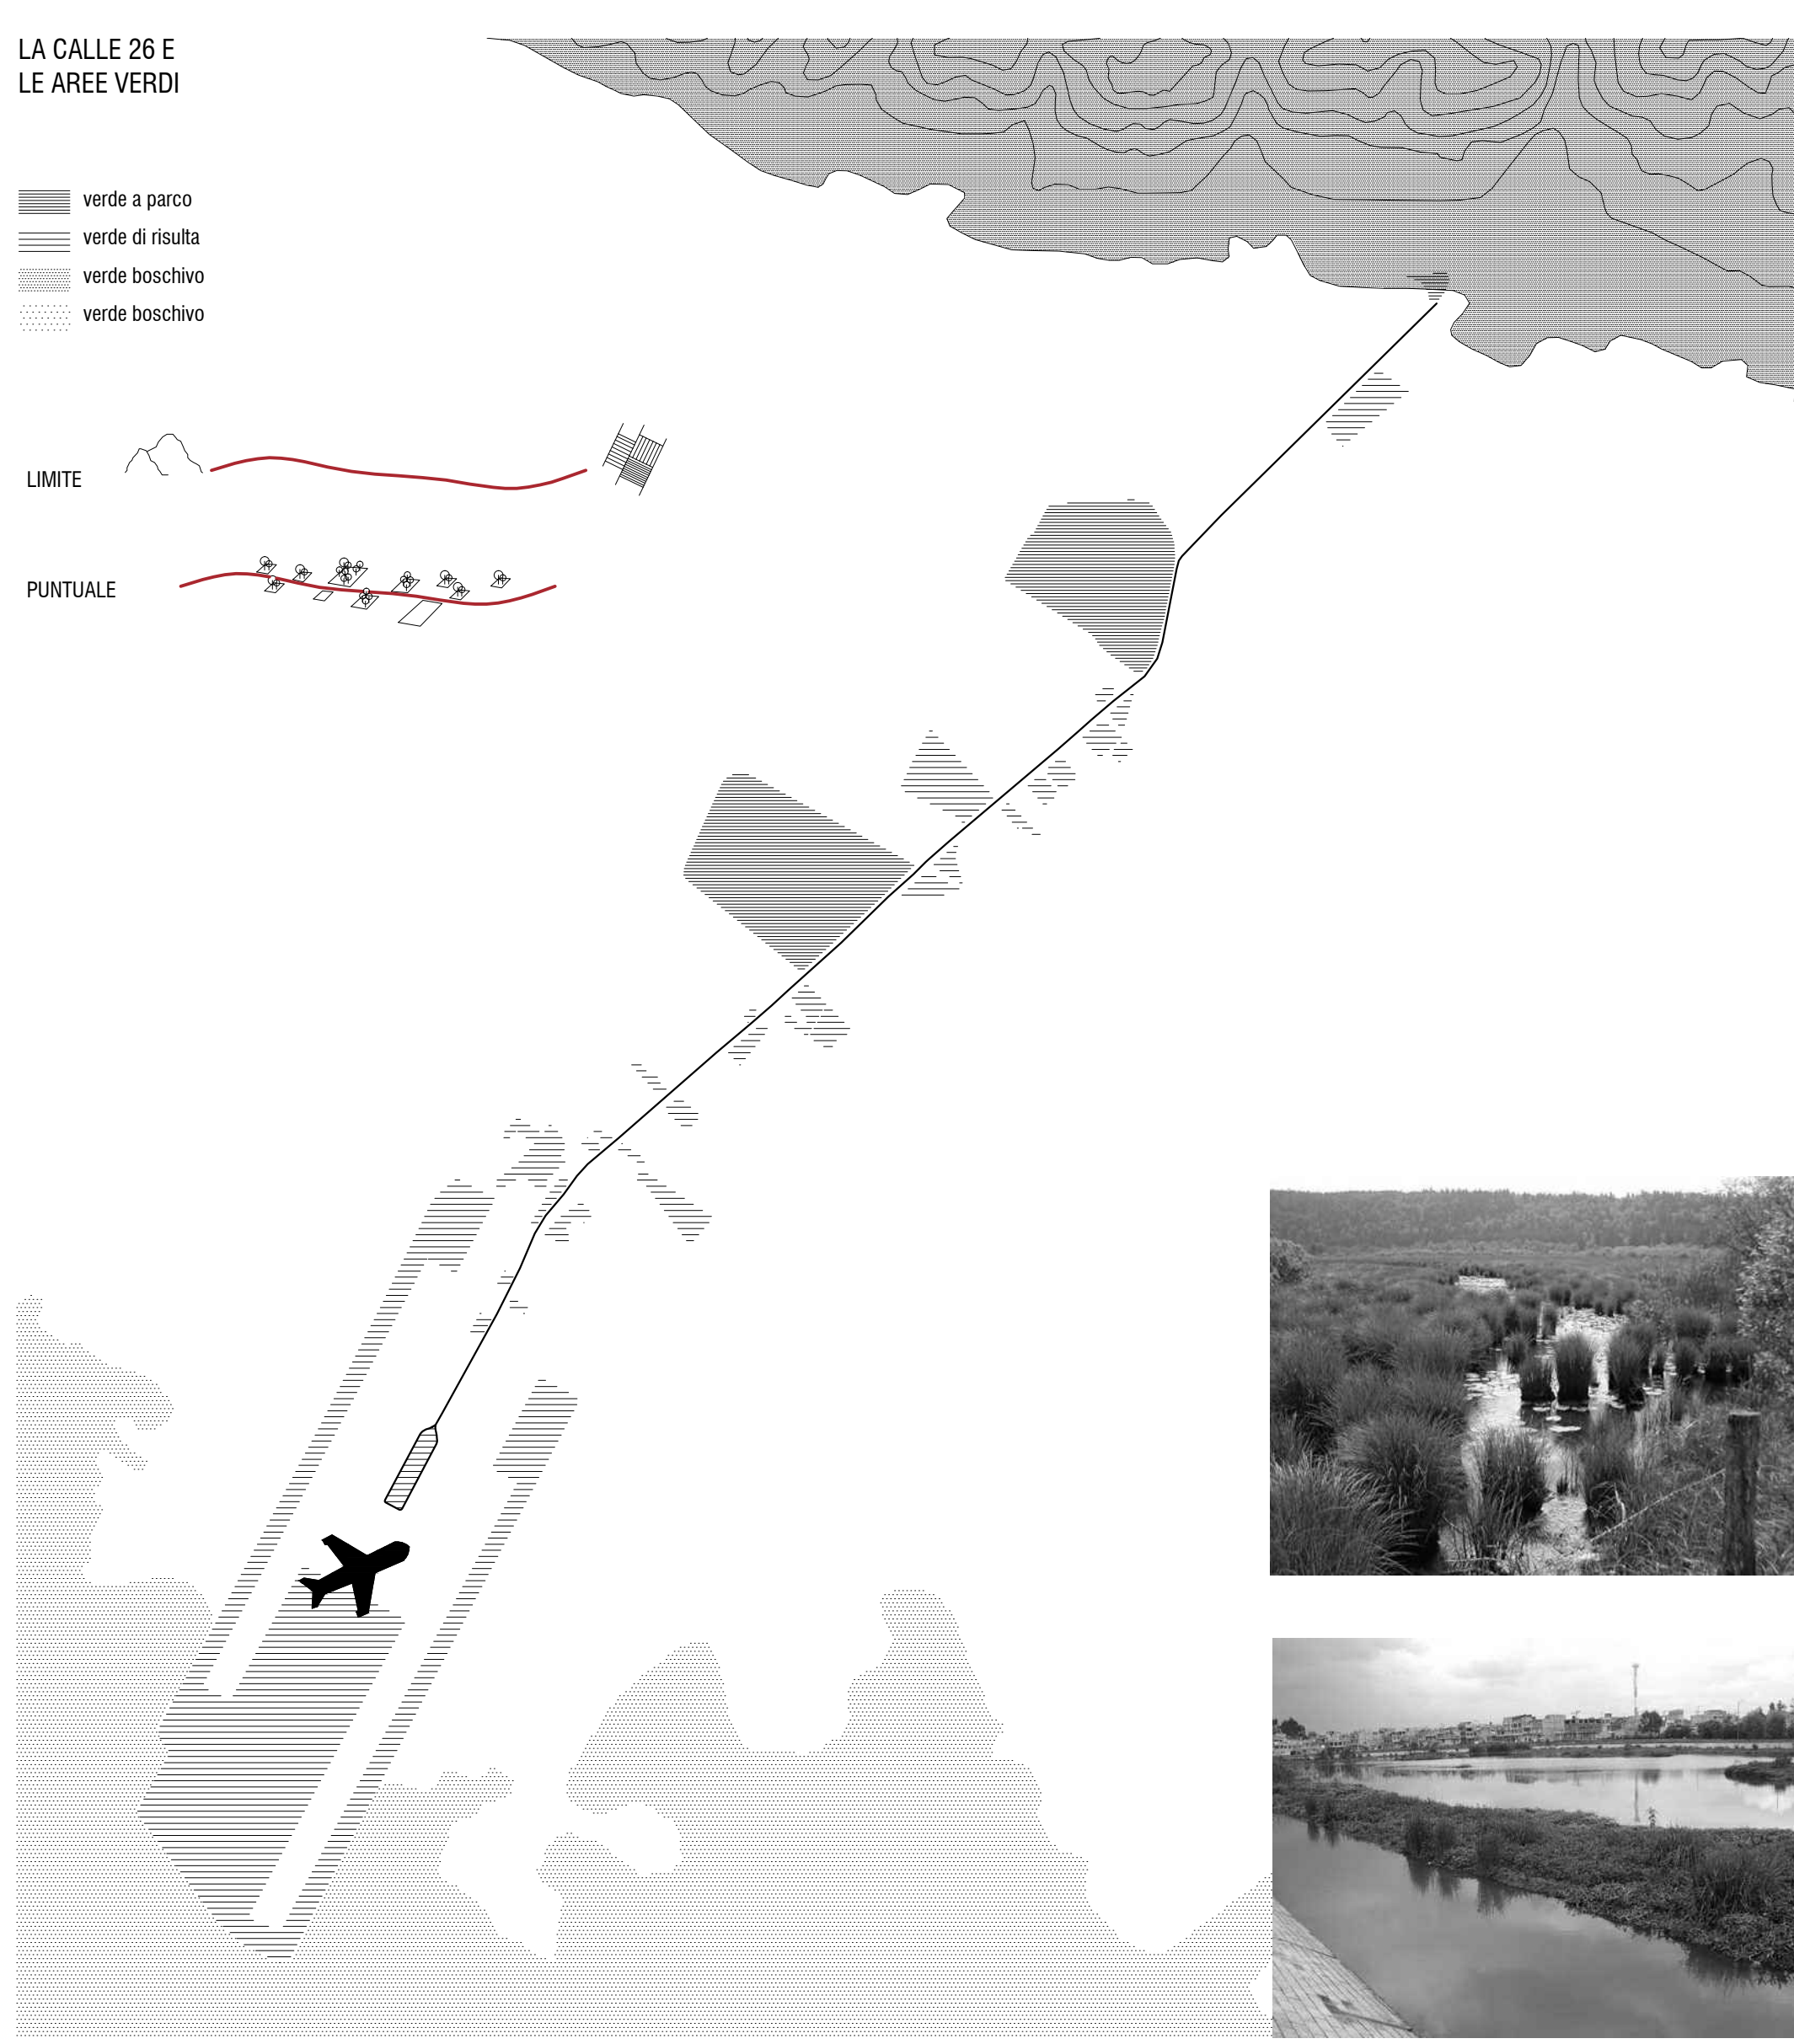 LA CALLE 26 E
LE AREE VERDI
verde a parco
verde di risulta
verde boschivo
verde boschivo
LIMITE
PUNTUALE